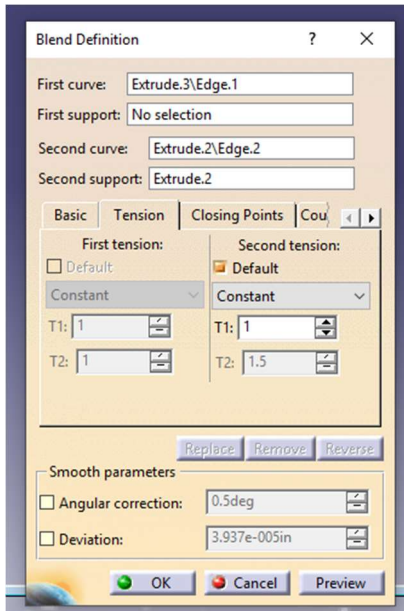 Blend Definition ? X
First curve: Extrude.3\Edge.1
First support: No selection
Second curve: Extrude.2\Edge.2
Second support: Extrude.2
Basic Tension Closing Points Cou
First tension: Second tension:
Default Default
Constant Constant
T1: 1 T1: 1
T2: 1 T2: 1.5
Replace Remove Reverse
Smooth parameters
Angular correction: 0.5deg
Deviation: 3.937e-005in
OK Cancel Preview